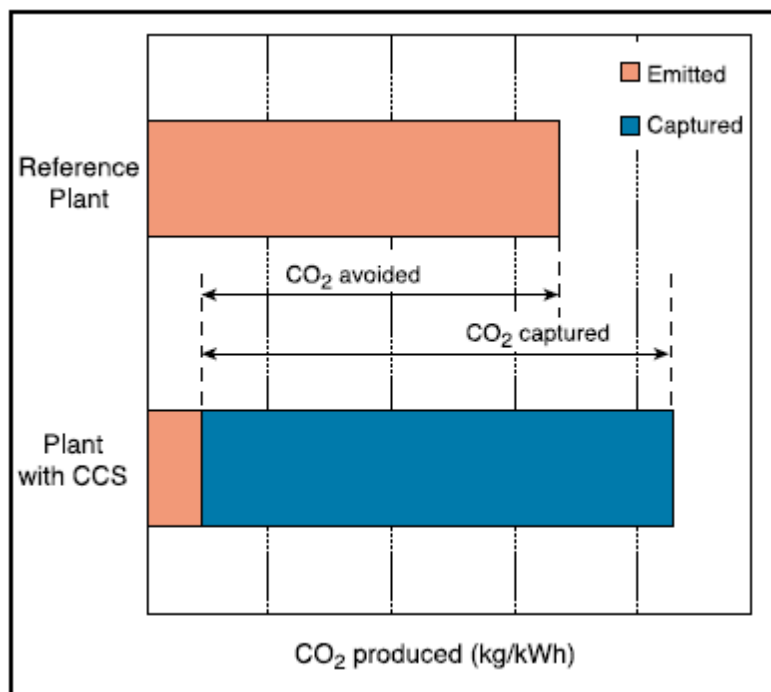 Emitted
Captured
Reference
Plant
CO₂ avoided
CO₂ captured
Plant
with CCS
CO₂ produced (kg/kWh)